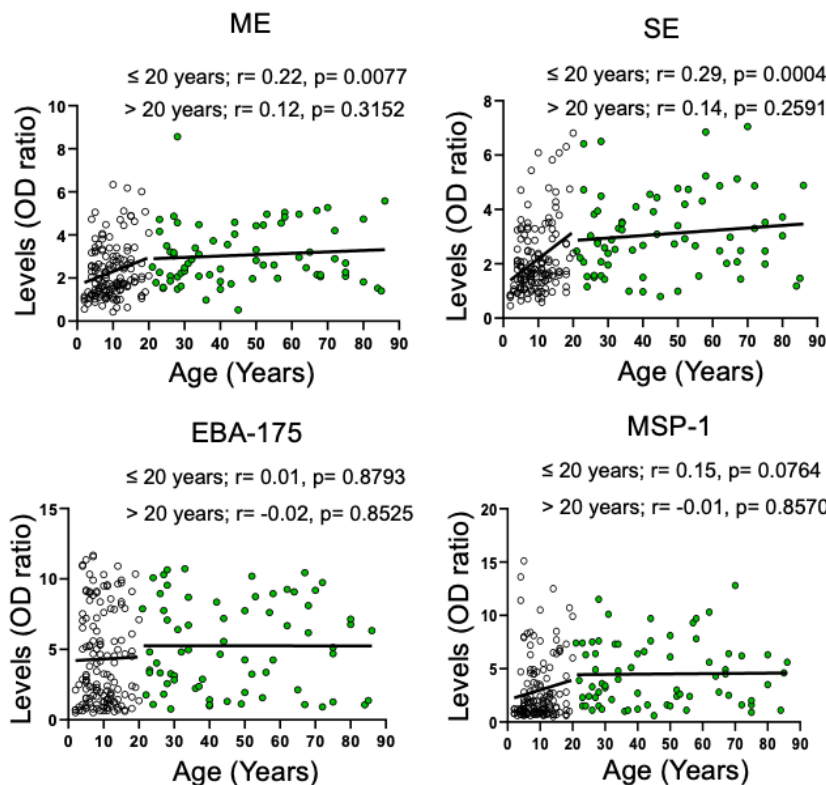 ME
≤ 20 years; r= 0.22, p= 0.0077
> 20 years; r= 0.12, p= 0.3152
Levels (OD ratio)
10
8
6
4
2
0
0 10 20 30 40 50 60 70 80 90
Age (Years)
SE
≤ 20 years; r= 0.29, p= 0.0004
> 20 years; r= 0.14, p= 0.2591
Levels (OD ratio)
8
6
4
2
0
0 10 20 30 40 50 60 70 80 90
Age (Years)
EBA-175
≤ 20 years; r= 0.01, p= 0.8793
> 20 years; r= -0.02, p= 0.8525
Levels (OD ratio)
15
10
5
0
0 10 20 30 40 50 60 70 80 90
Age (Years)
MSP-1
≤ 20 years; r= 0.15, p= 0.0764
> 20 years; r= -0.01, p= 0.8570
Levels (OD ratio)
20
15
10
5
0
0 10 20 30 40 50 60 70 80 90
Age (Years)